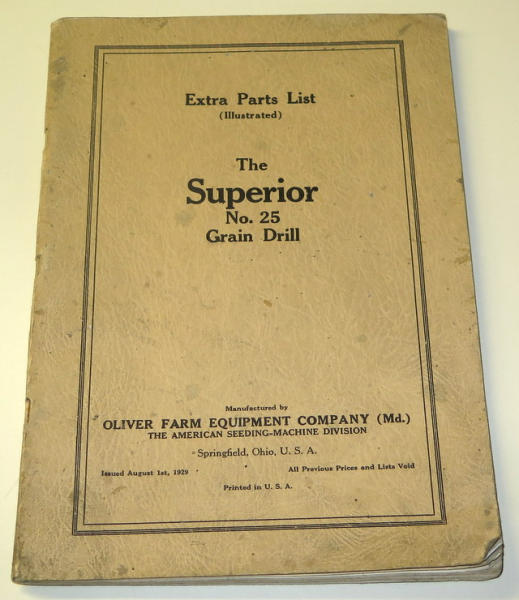 Extra Parts List
(Illustrated)
The
Superior
No. 25
Grain Drill
Manufactured by
OLIVER FARM EQUIPMENT COMPANY (Md.)
THE AMERICAN SEEDING-MACHINE DIVISION
Springfield, Ohio, U. S. A.
Issued August 1st, 1929 All Previous Prices and Lists Void
Printed in U. S. A.